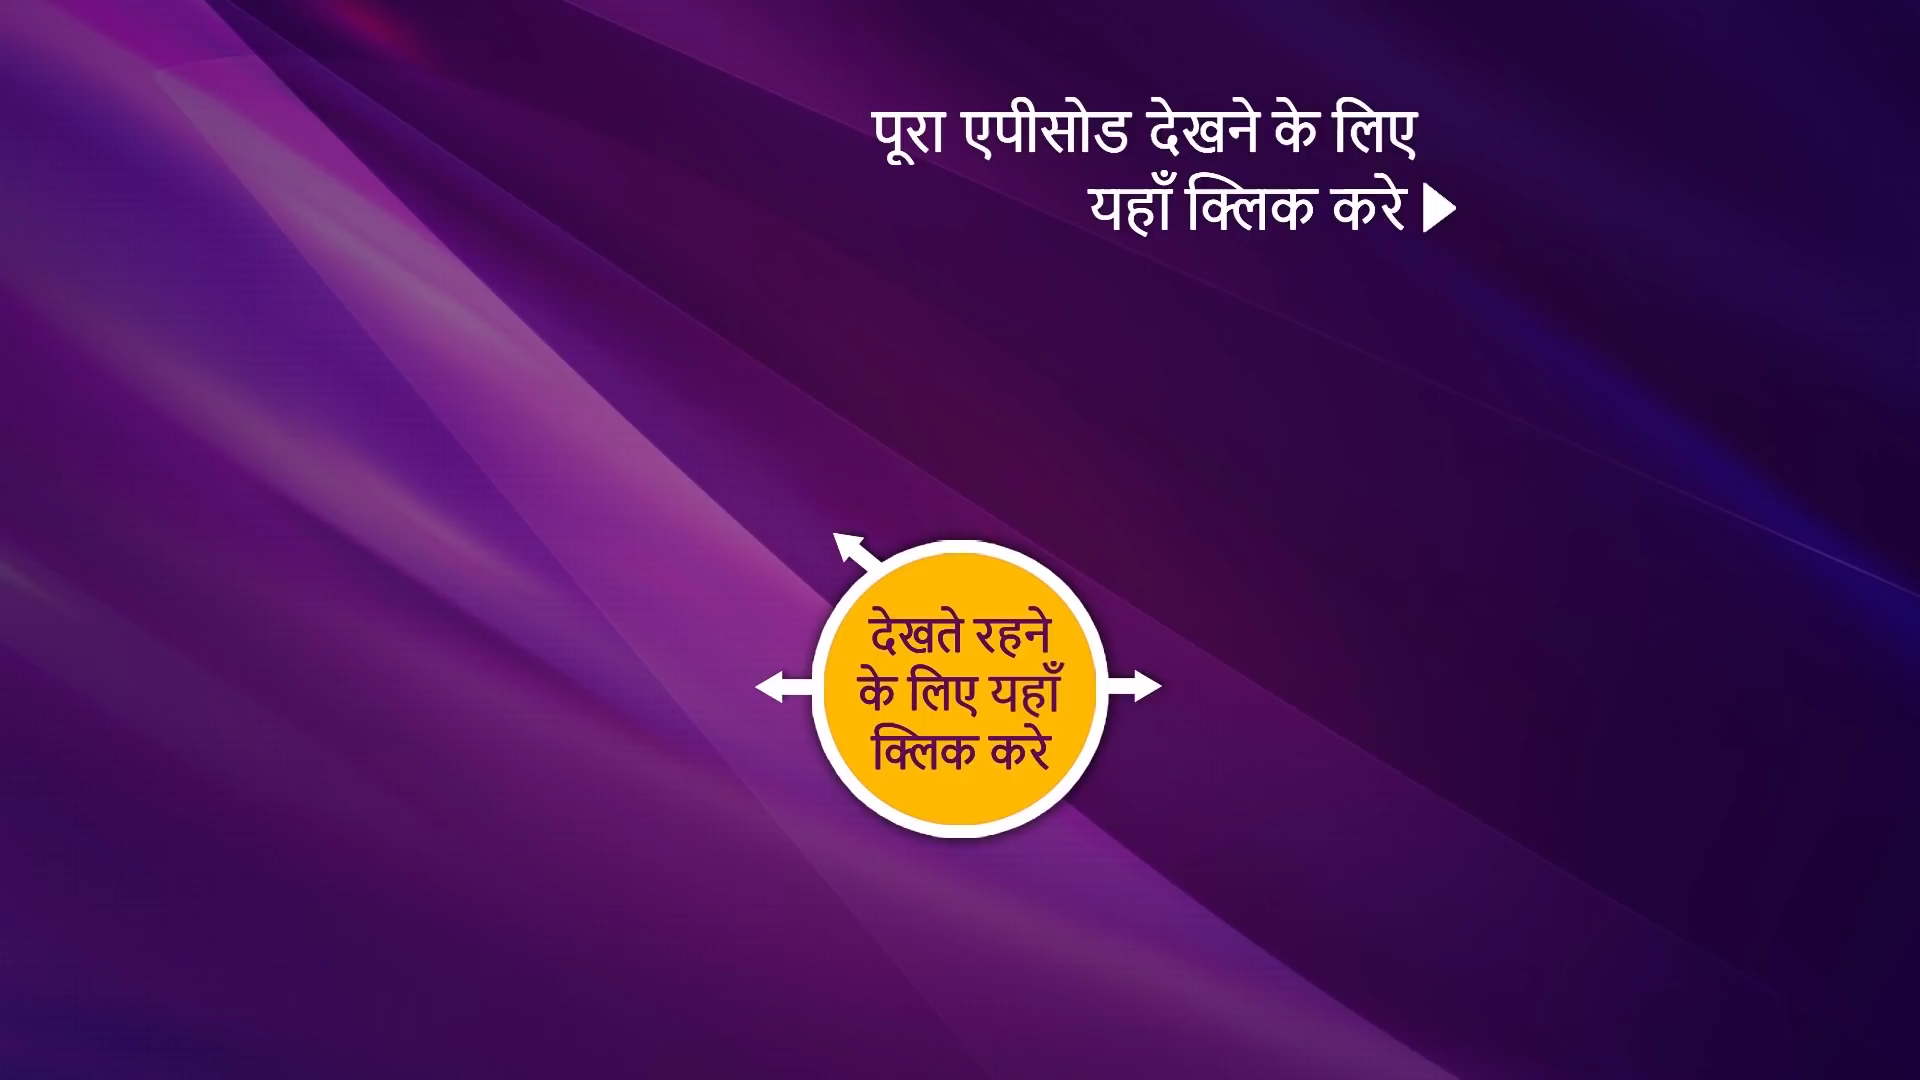 पूरा एपीसोड देखने के लिए
यहाँ क्लिक करे
देखते रहने
के लिए यहाँ
क्लिक करे